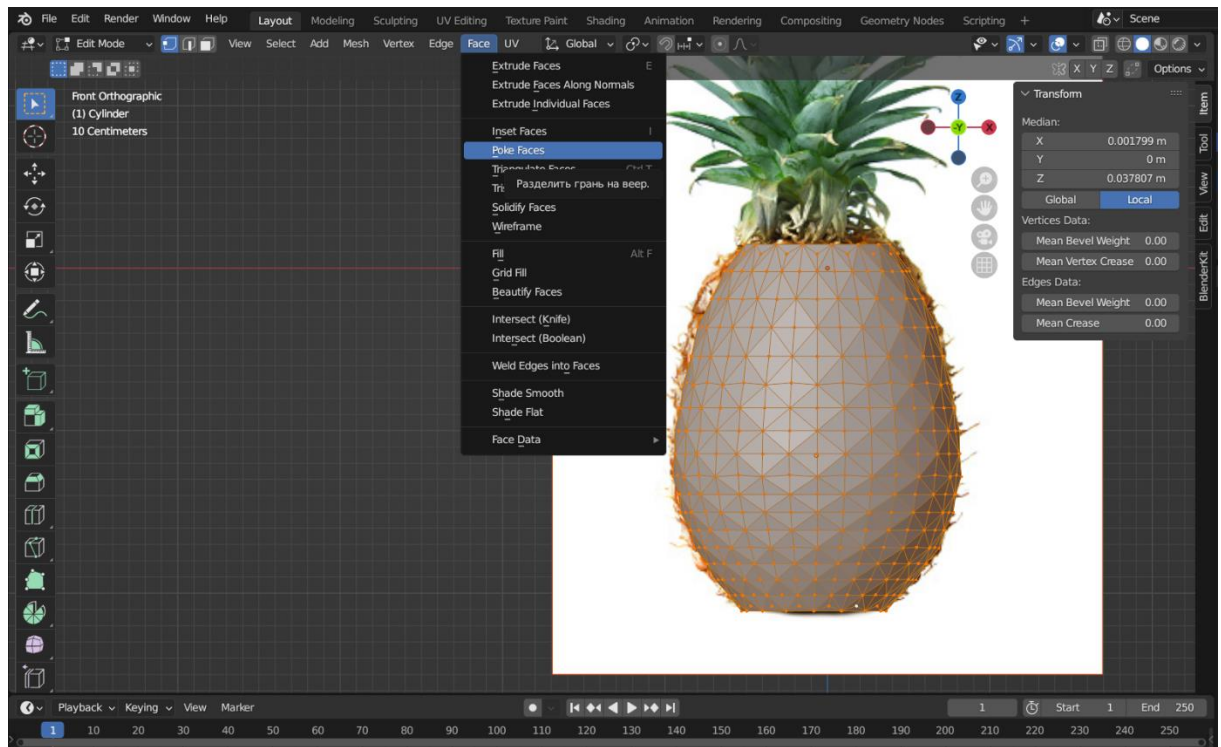 File Edit Render Window Help Layout Modeling Sculpting UV Editing Texture Paint Shading Animation Rendering Compositing Geometry Nodes Scripting + Scene
Edit Mode View Select Add Mesh Vertex Edge Face UV Global
X Y Z Options
Front Orthographic
(1) Cylinder
10 Centimeters
Extrude Faces E
Extrude Faces Along Normals
Extrude Individual Faces
Inset Faces I
Poke Faces
Triangulate Faces Ctrl T
Tri
Разделить грань на веер.
Solidify Faces
Wireframe
Fill Alt F
Grid Fill
Beautify Faces
Intersect (Knife)
Intersect (Boolean)
Weld Edges into Faces
Shade Smooth
Shade Flat
Face Data
Z
-Y
X
Transform
Median:
X 0.001799 m
Y 0 m
Z 0.037807 m
Global Local
Vertices Data:
Mean Bevel Weight 0.00
Mean Vertex Crease 0.00
Edges Data:
Mean Bevel Weight 0.00
Mean Crease 0.00
Item
Tool
View
Edit
BlenderKit
Playback Keying View Marker 1 Start 1 End 250
1 10 20 30 40 50 60 70 80 90 100 110 120 130 140 150 160 170 180 190 200 210 220 230 240 250